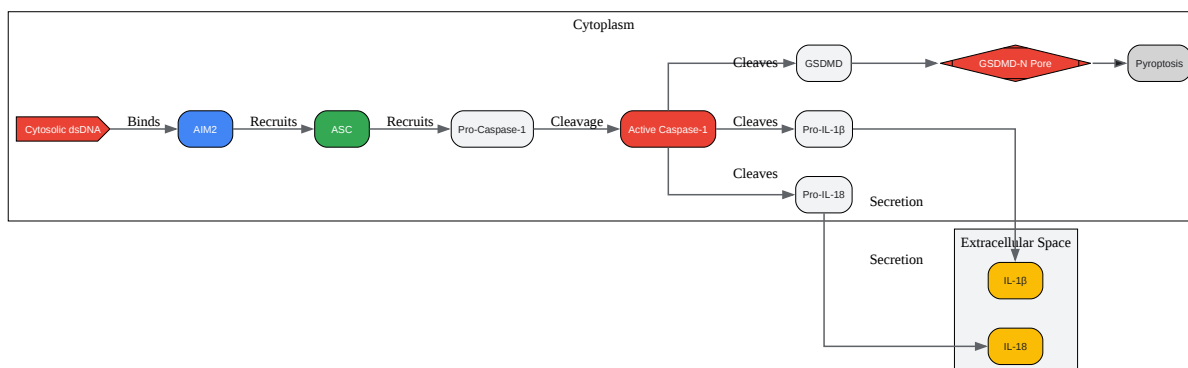 Cytoplasm
Cleaves
GSDMD
GSDMD-N Pore
Pyroptosis
Cytosolic dsDNA
Binds
AIM2
Recruits
ASC
Recruits
Pro-Caspase-1
Cleavage
Active Caspase-1
Cleaves
Pro-IL-1β
Cleaves
Pro-IL-18
Secretion
Extracellular Space
Secretion
IL-1β
IL-18